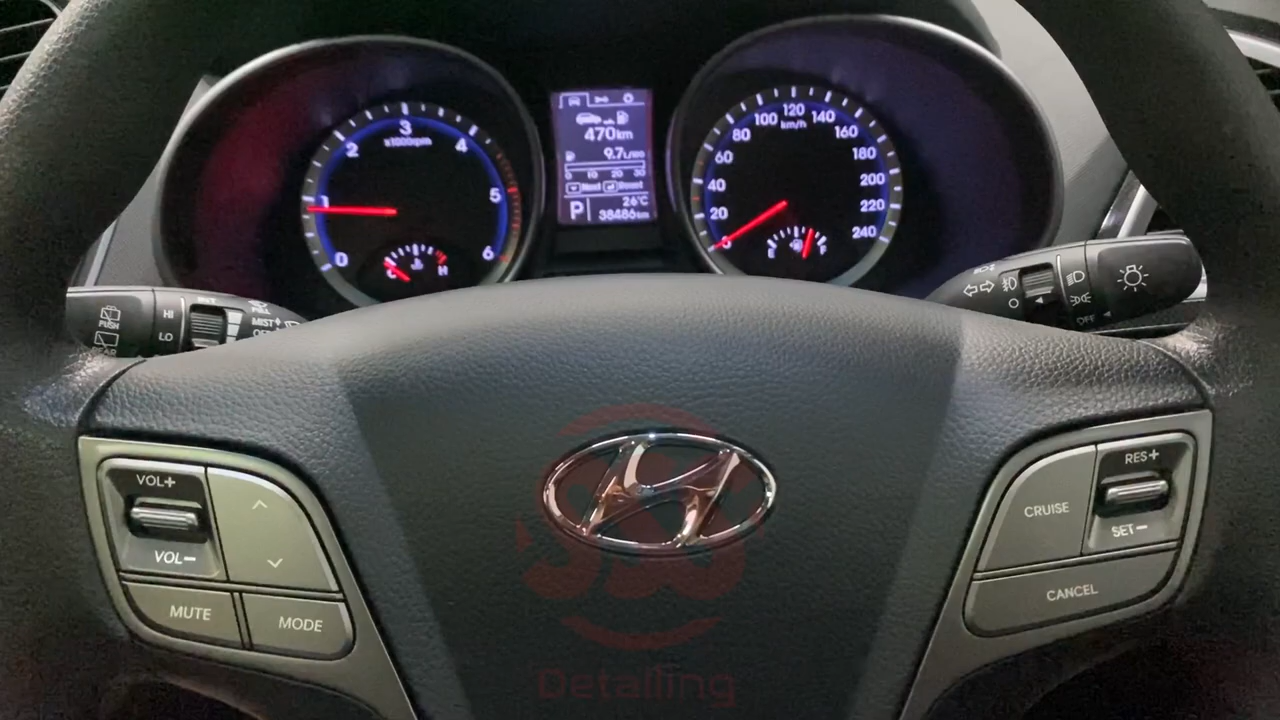 0
1
2
3
4
5
6
x1000rpm
C
H
470km
9.7L/100
0 10 20 30
P
26°C
38486km
0
20
40
60
80
100
120
140
160
180
200
220
240
km/h
E
F
PUSH
HI
LO
MIST
OFF
VOL+
VOL−
MUTE
MODE
CRUISE
RES+
SET−
CANCEL
Detailing